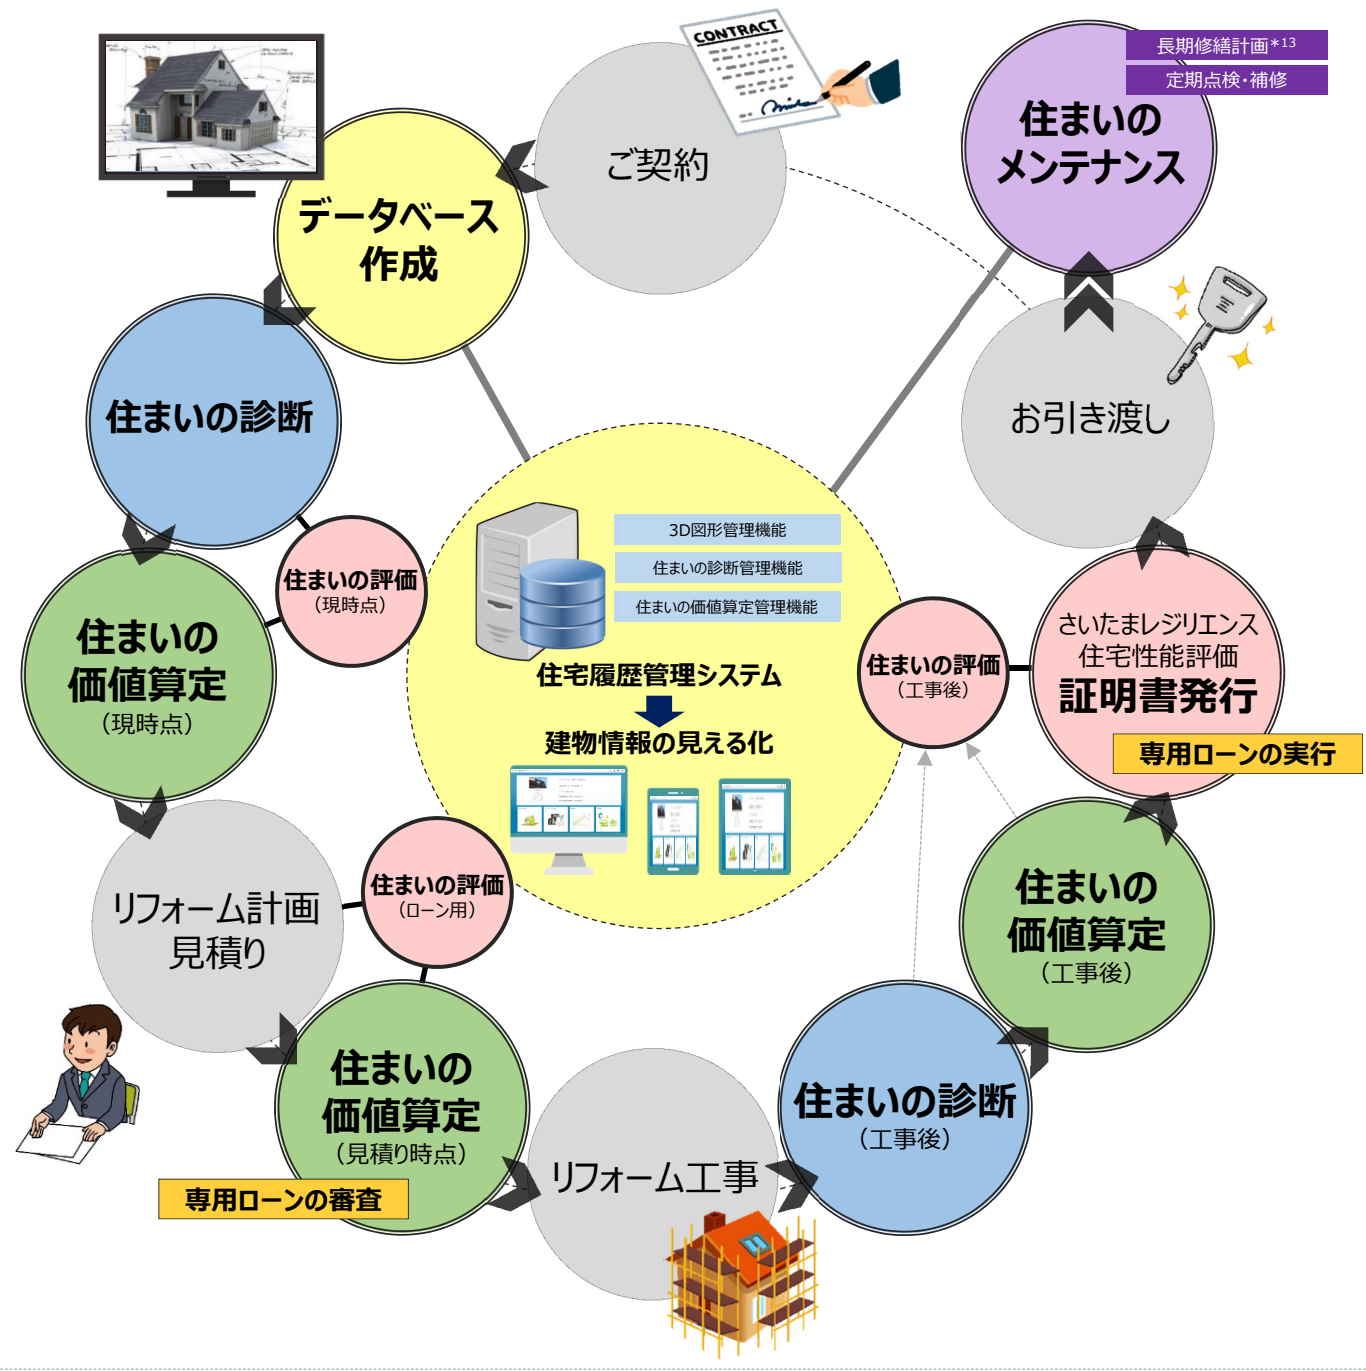 CONTRACT
ご契約
データベース
作成
住まいの診断
住まいの評価
（現時点）
住まいの
価値算定
（現時点）
リフォーム計画
見積り
住まいの評価
（ローン用）
住まいの
価値算定
（見積り時点）
専用ローンの審査
リフォーム工事
住まいの診断
（工事後）
住まいの
価値算定
（工事後）
住まいの評価
（工事後）
さいたまレジリエンス
住宅性能評価
証明書発行
専用ローンの実行
お引き渡し
長期修繕計画*13
定期点検・補修
住まいの
メンテナンス
3D図形管理機能
住まいの診断管理機能
住まいの価値算定管理機能
住宅履歴管理システム
建物情報の見える化